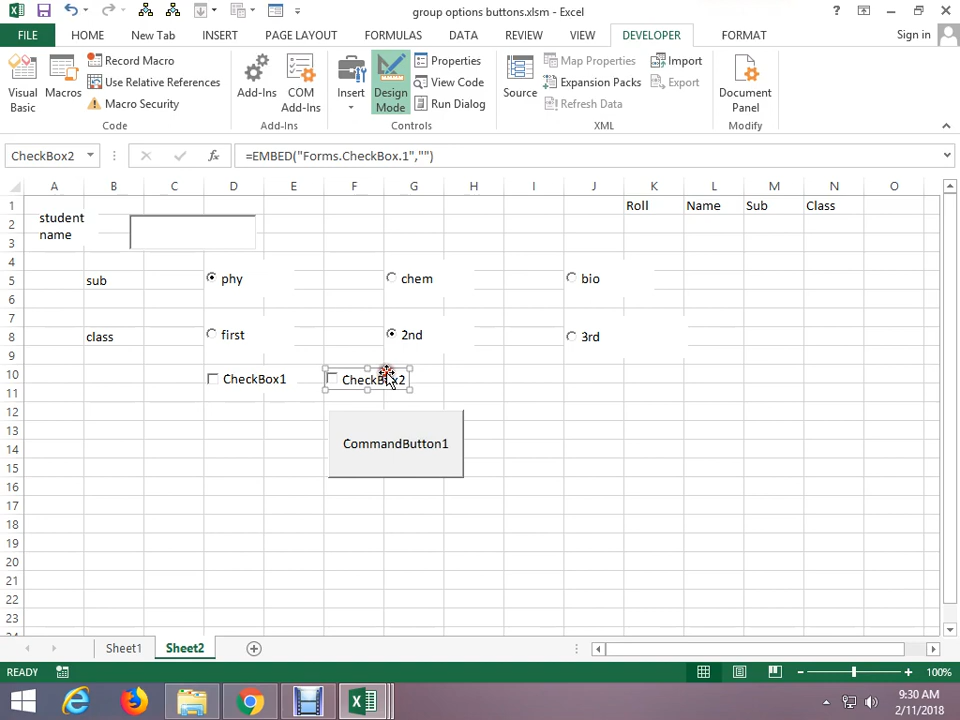 group options buttons.xlsm - Excel
Sign in
FILE HOME New Tab INSERT PAGE LAYOUT FORMULAS DATA REVIEW VIEW DEVELOPER FORMAT
Visual Basic
Macros
Record Macro
Use Relative References
Macro Security
Code
Add-Ins
COM Add-Ins
Add-Ins
Insert
Design Mode
Properties
View Code
Run Dialog
Controls
Source
Map Properties
Expansion Packs
Refresh Data
Import
Export
XML
Document Panel
Modify
CheckBox2 =EMBED("Forms.CheckBox.1","")
A B C D E F G H I J K L M N O
1 Roll Name Sub Class
student name
2
3
4
5 sub phy chem bio
6
7
8 class first 2nd 3rd
9
10 CheckBox1 CheckBox2
11
12
13 CommandButton1
14
15
16
17
18
19
20
21
22
23
Sheet1 Sheet2
READY 100%
9:30 AM
2/11/2018